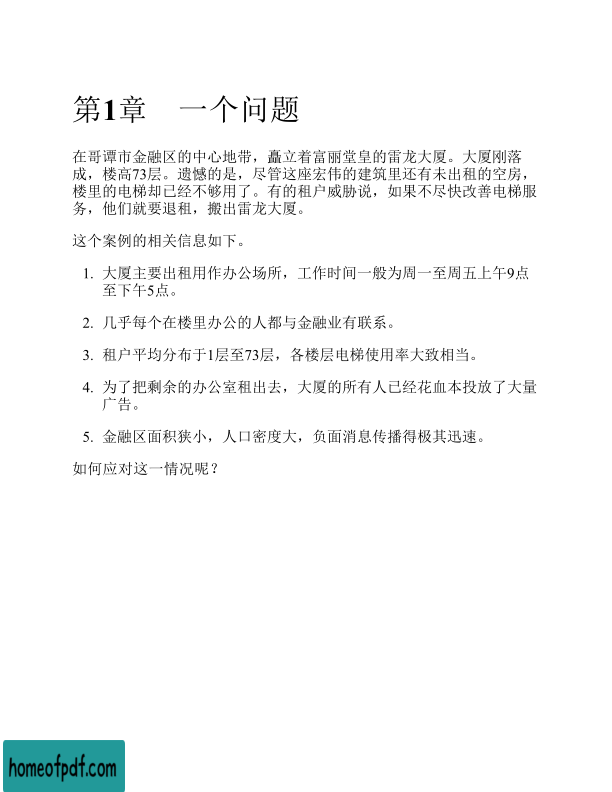 第1章　一个问题
在哥谭市金融区的中心地带，矗立着富丽堂皇的雷龙大厦。大厦刚落
成，楼高73层。遗憾的是，尽管这座宏伟的建筑里还有未出租的空房，
楼里的电梯却已经不够用了。有的租户威胁说，如果不尽快改善电梯服
务，他们就要退租，搬出雷龙大厦。
这个案例的相关信息如下。
1. 大厦主要出租用作办公场所，工作时间一般为周一至周五上午9点
至下午5点。
2. 几乎每个在楼里办公的人都与金融业有联系。
3. 租户平均分布于1层至73层，各楼层电梯使用率大致相当。
4. 为了把剩余的办公室租出去，大厦的所有人已经花血本投放了大量
广告。
5. 金融区面积狭小，人口密度大，负面消息传播得极其迅速。
如何应对这一情况呢？
homeofpdf.com